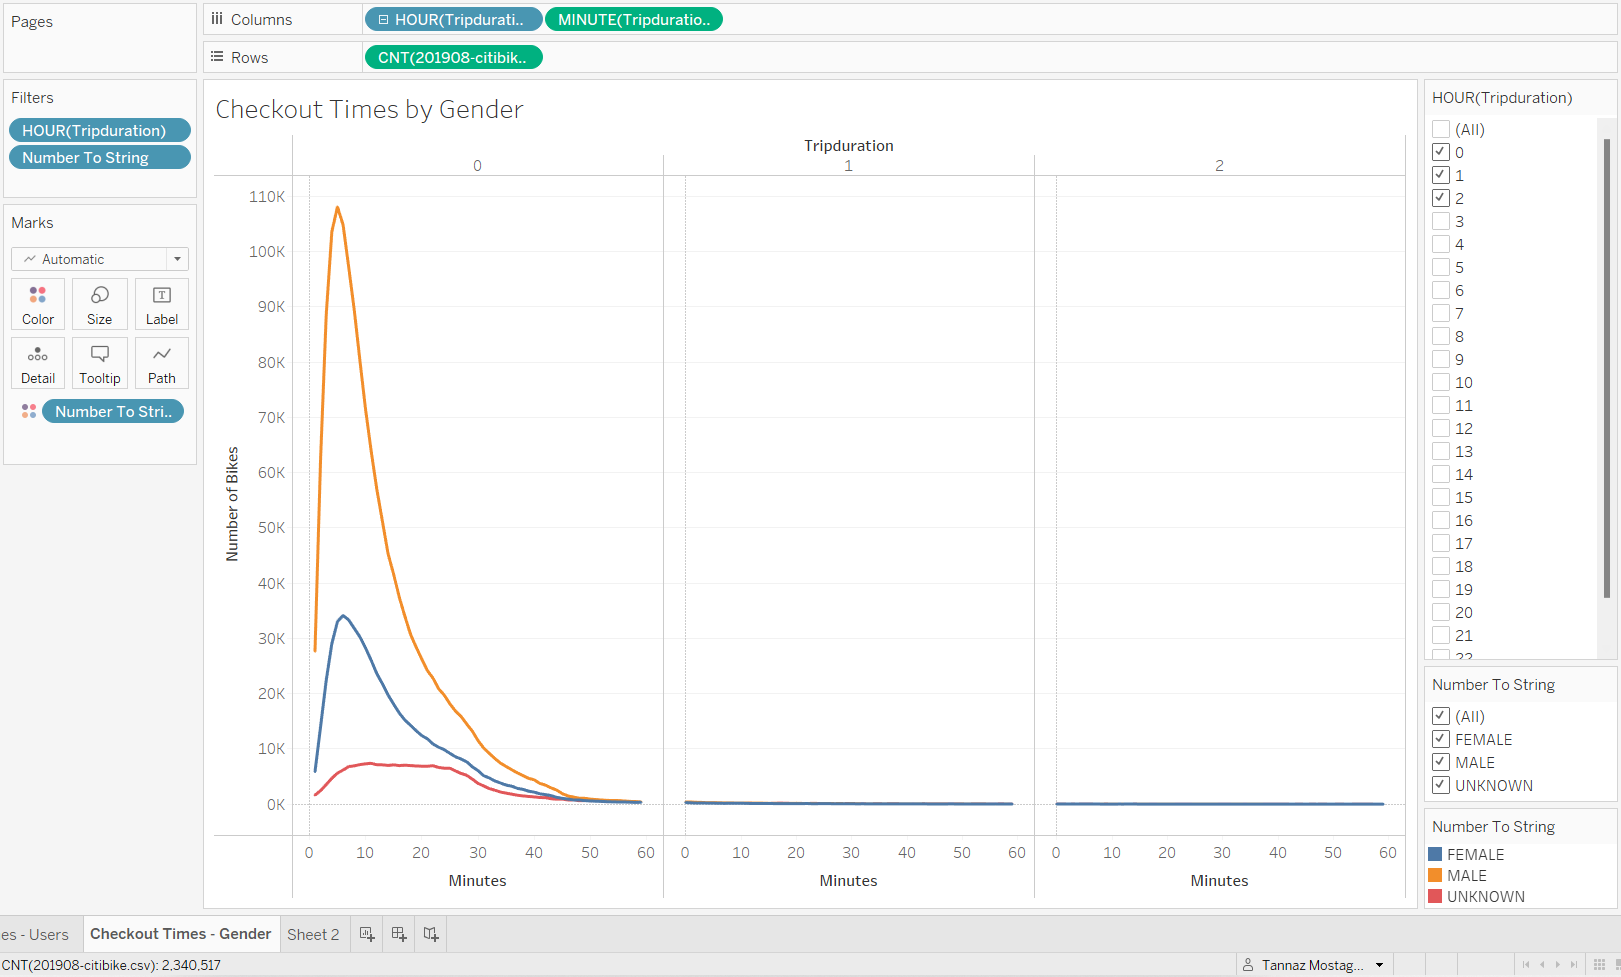 Pages
Columns
HOUR(Tripdurati..
MINUTE(Tripduratio..
Rows
CNT(201908-citibik..
Filters
HOUR(Tripduration)
Number To String
Marks
Automatic
Color
Size
Label
Detail
Tooltip
Path
Number To Stri..
Checkout Times by Gender
Tripduration
0
1
2
110K
100K
90K
80K
70K
60K
50K
40K
30K
20K
10K
0K
Number of Bikes
0 10 20 30 40 50 60
0 10 20 30 40 50 60
0 10 20 30 40 50 60
Minutes
Minutes
Minutes
HOUR(Tripduration)
(All)
0
1
2
3
4
5
6
7
8
9
10
11
12
13
14
15
16
17
18
19
20
21
22
Number To String
(All)
FEMALE
MALE
UNKNOWN
Number To String
FEMALE
MALE
UNKNOWN
es - Users
Checkout Times - Gender
Sheet 2
CNT(201908-citibike.csv): 2,340,517
Tannaz Mostag...